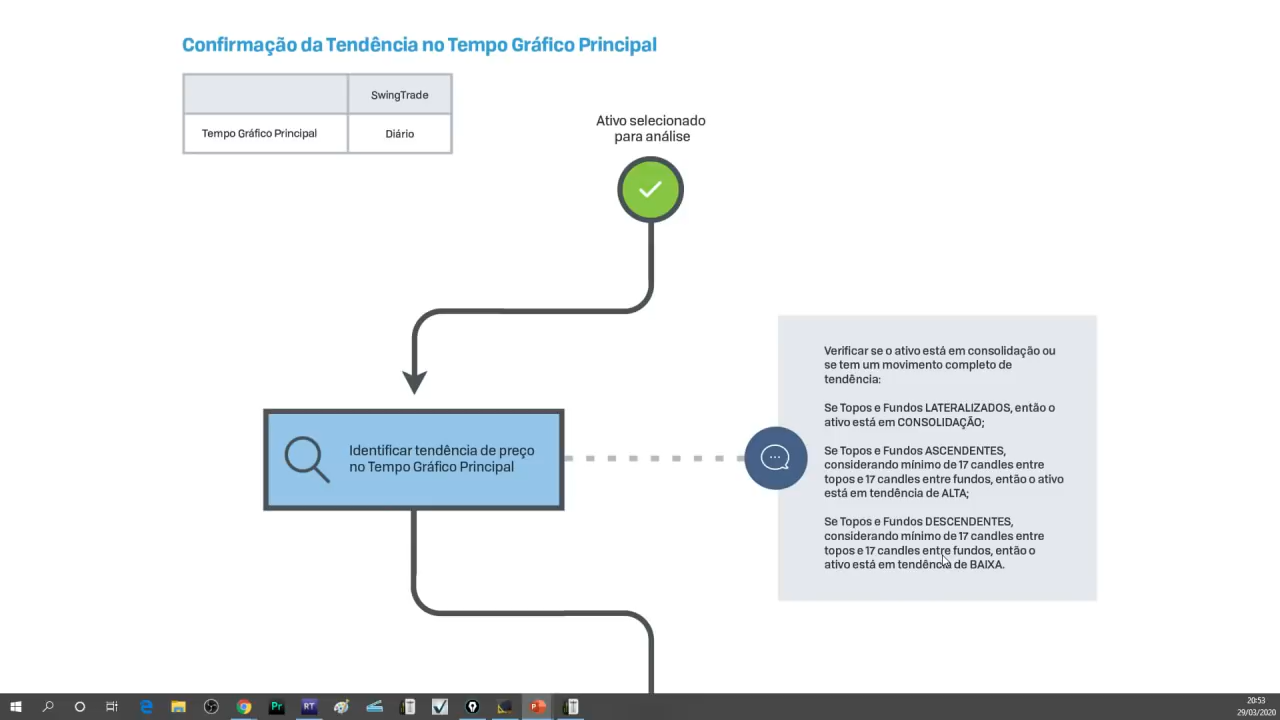 Confirmação da Tendência no Tempo Gráfico Principal
SwingTrade
Tempo Gráfico Principal
Diário
Ativo selecionado
para análise
Identificar tendência de preço
no Tempo Gráfico Principal
Verificar se o ativo está em consolidação ou
se tem um movimento completo de
tendência:
Se Topos e Fundos LATERALIZADOS, então o
ativo está em CONSOLIDAÇÃO;
Se Topos e Fundos ASCENDENTES,
considerando mínimo de 17 candles entre
topos e 17 candles entre fundos, então o ativo
está em tendência de ALTA;
Se Topos e Fundos DESCENDENTES,
considerando mínimo de 17 candles entre
topos e 17 candles entre fundos, então o
ativo está em tendência de BAIXA.
Pr
RT
20:53
29/03/2020